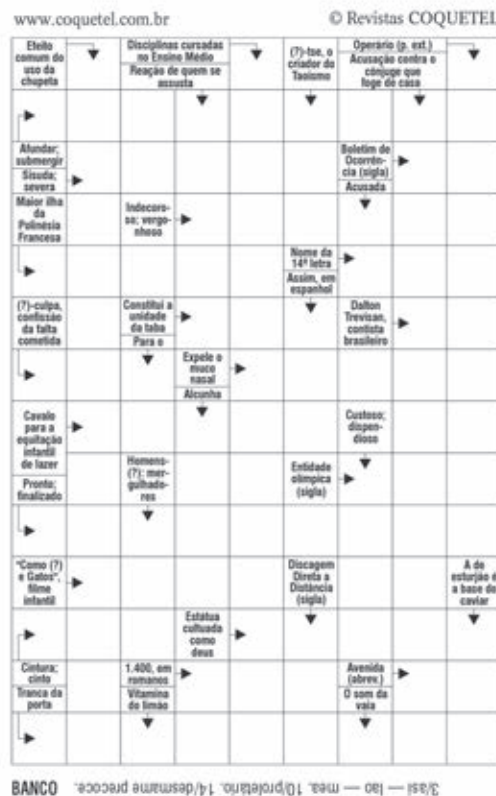 www.coquetel.com.br
© Revistas COQUETEL
Efeito
comum do
uso da
chupeta
Disciplinas cursadas
no Ensino Médio
Reação de quem se
assusta
(?)-tse, o
criador do
Taoísmo
Operário (p. ext.)
Acusação contra o
cônjuge que
foge de casa
Afundar;
submergir
Sisuda;
severa
Boletim de
Ocorrên-
cia (sigla)
Acusada
Maior ilha
da
Polinésia
Francesa
Indecoro-
so; vergo-
nhoso
Nome da
14ª letra
Assim, em
espanhol
(?)-culpa,
confissão
da falta
cometida
Constitui a
unidade
da taba
Para o
Dalton
Trevisan,
contista
brasileiro
Expele o
muco
nasal
Alcunha
Cavalo
para a
equitação
infantil
de lazer
Custoso;
dispen-
dioso
Pronto;
finalizado
Homens-
(?): mer-
gulhado-
res
Entidade
olímpica
(sigla)
"Como (?)
e Gatos",
filme
infantil
Discagem
Direta a
Distância
(sigla)
A de
esturjão é
a base do
caviar
Estátua
cultuada
como
deus
Cintura;
cinto
Tranca da
porta
1.400, em
romanos
Vitamina
do limão
Avenida
(abrev.)
O som da
vaia
BANCO
3/así — lao — mea. 10/proletário. 14/desmame precoce.